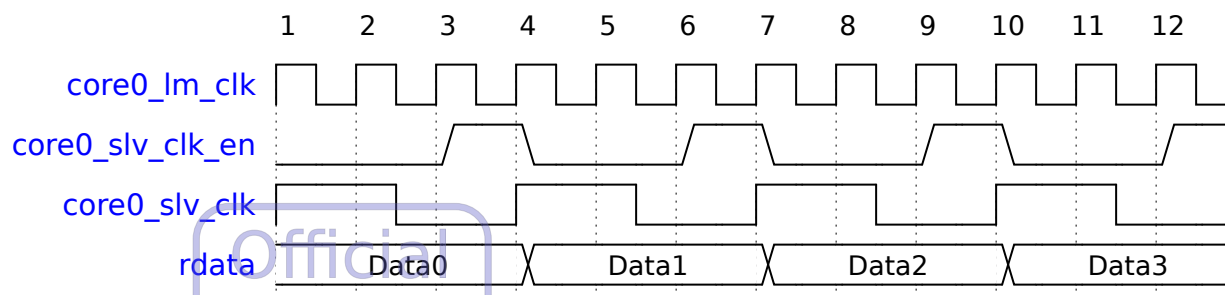 1 2 3 4 5 6 7 8 9 10 11 12
core0_lm_clk
core0_slv_clk_en
core0_slv_clk
Official
rdata Data0 Data1 Data2 Data3